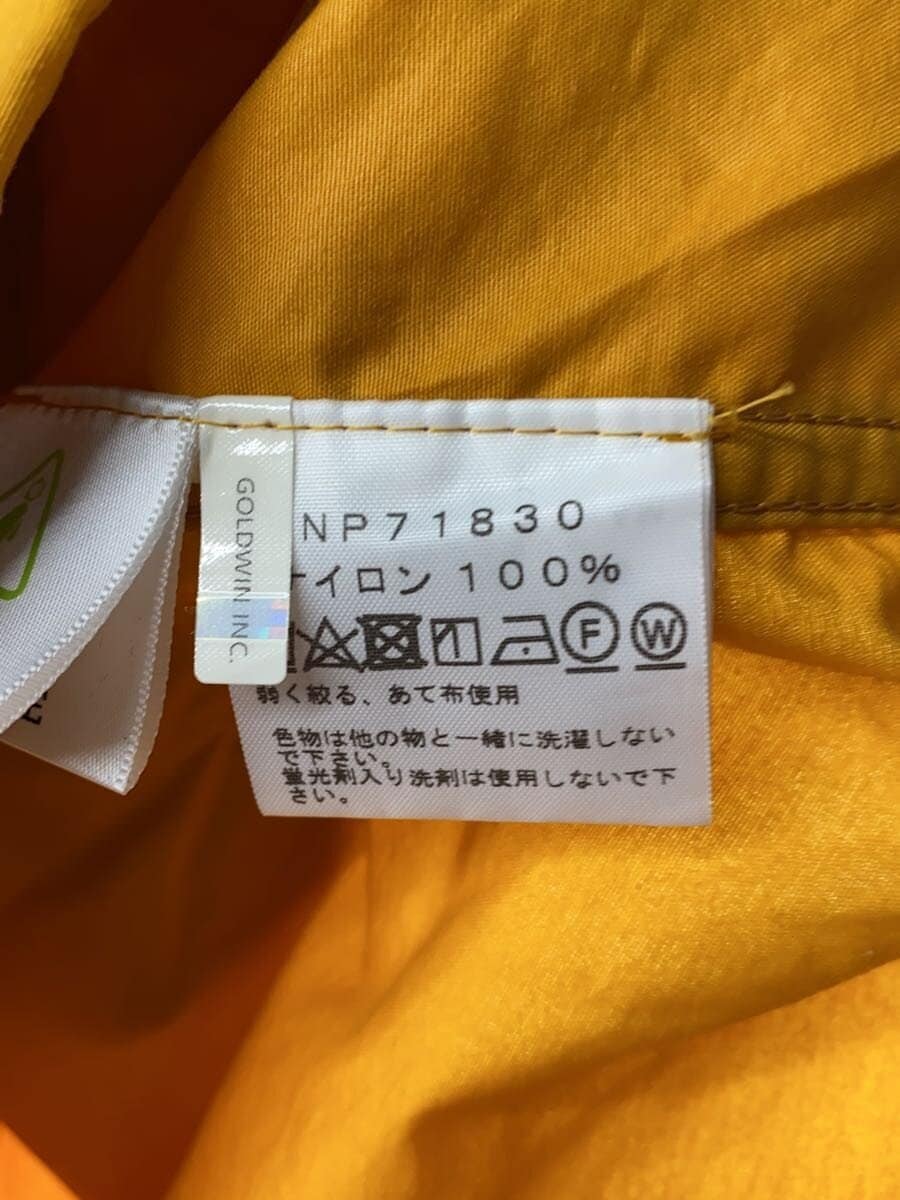 GOLDWIN INC.
NP71830
ナイロン 100%
F W
弱く絞る、あて布使用
色物は他の物と一緒に洗濯しない
で下さい。
蛍光剤入り洗剤は使用しないで下
さい。